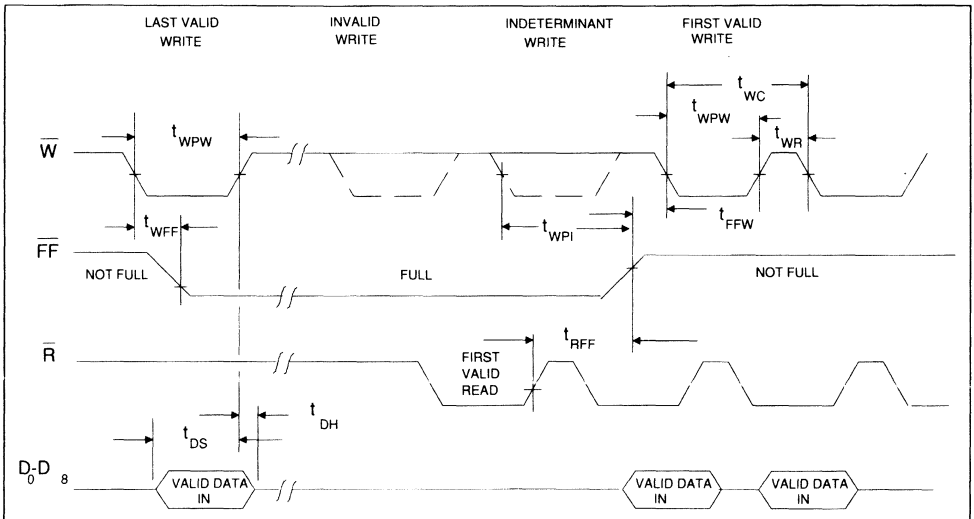 LAST VALID WRITE
INVALID WRITE
INDETERMINANT WRITE
FIRST VALID WRITE
tWC
tWPW
tWPW
tWR
W
tWFF
tWPI
tFFW
FF
NOT FULL
FULL
NOT FULL
R
FIRST VALID READ
tRFF
tDS
tDH
D0-D8
VALID DATA IN
VALID DATA IN
VALID DATA IN